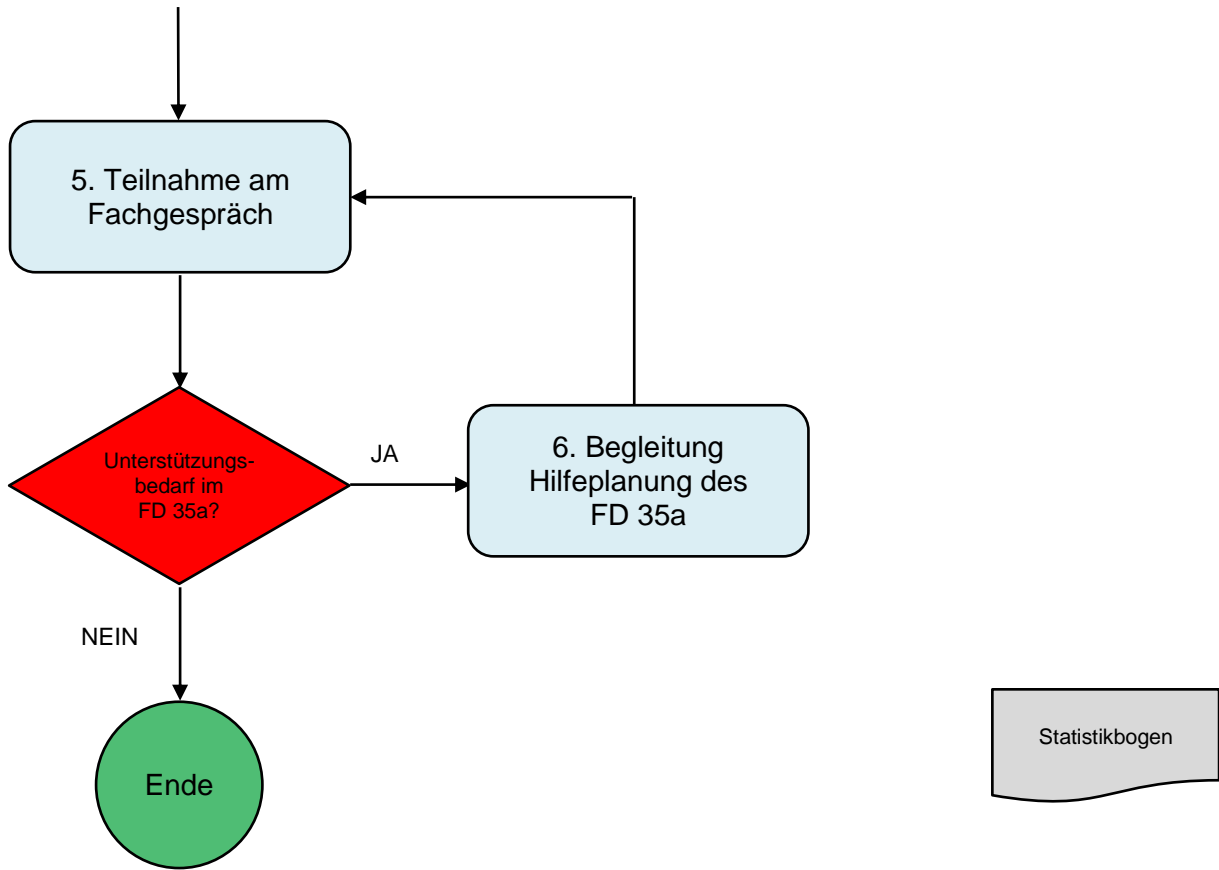 5. Teilnahme am
Fachgespräch
Unterstützungs-
bedarf im
FD 35a?
JA
6. Begleitung
Hilfeplanung des
FD 35a
NEIN
Ende
Statistikbogen